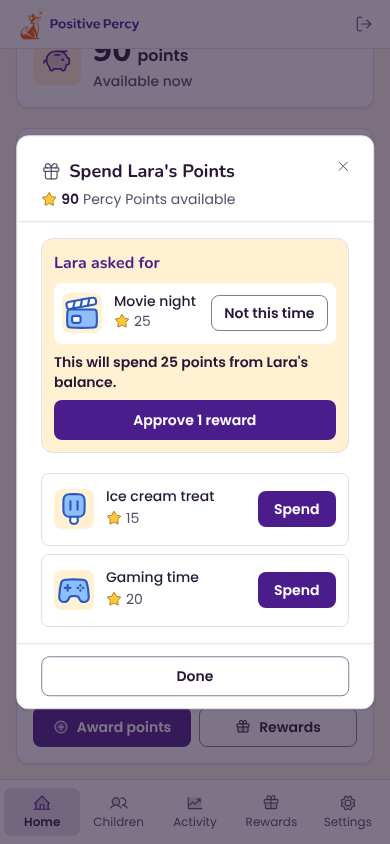 Positive Percy
90 points
Available now
Spend Lara's Points
90 Percy Points available
Lara asked for
Movie night
25
Not this time
This will spend 25 points from Lara's
balance.
Approve 1 reward
Ice cream treat
15
Spend
Gaming time
20
Spend
Done
Award points
Rewards
Home
Children
Activity
Rewards
Settings